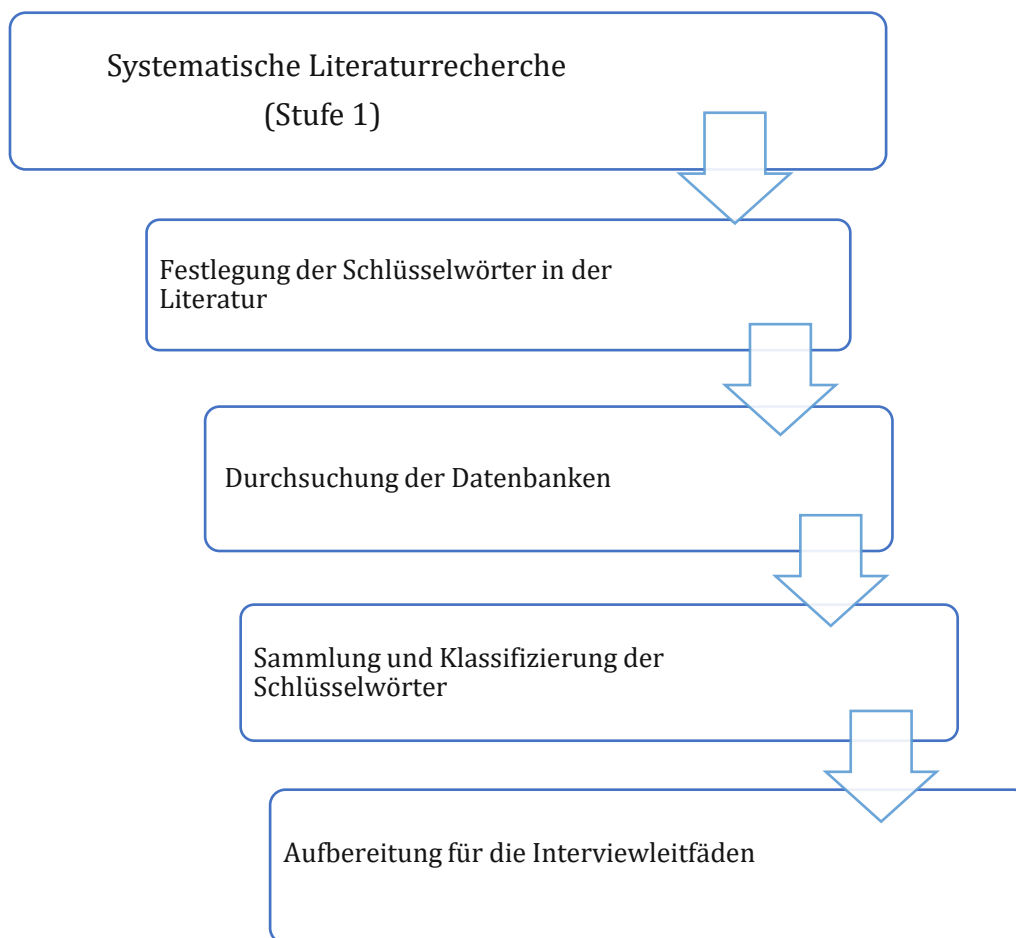 Systematische Literaturrecherche
(Stufe 1)
Festlegung der Schlüsselwörter in der
Literatur
Durchsuchung der Datenbanken
Sammlung und Klassifizierung der
Schlüsselwörter
Aufbereitung für die Interviewleitfäden